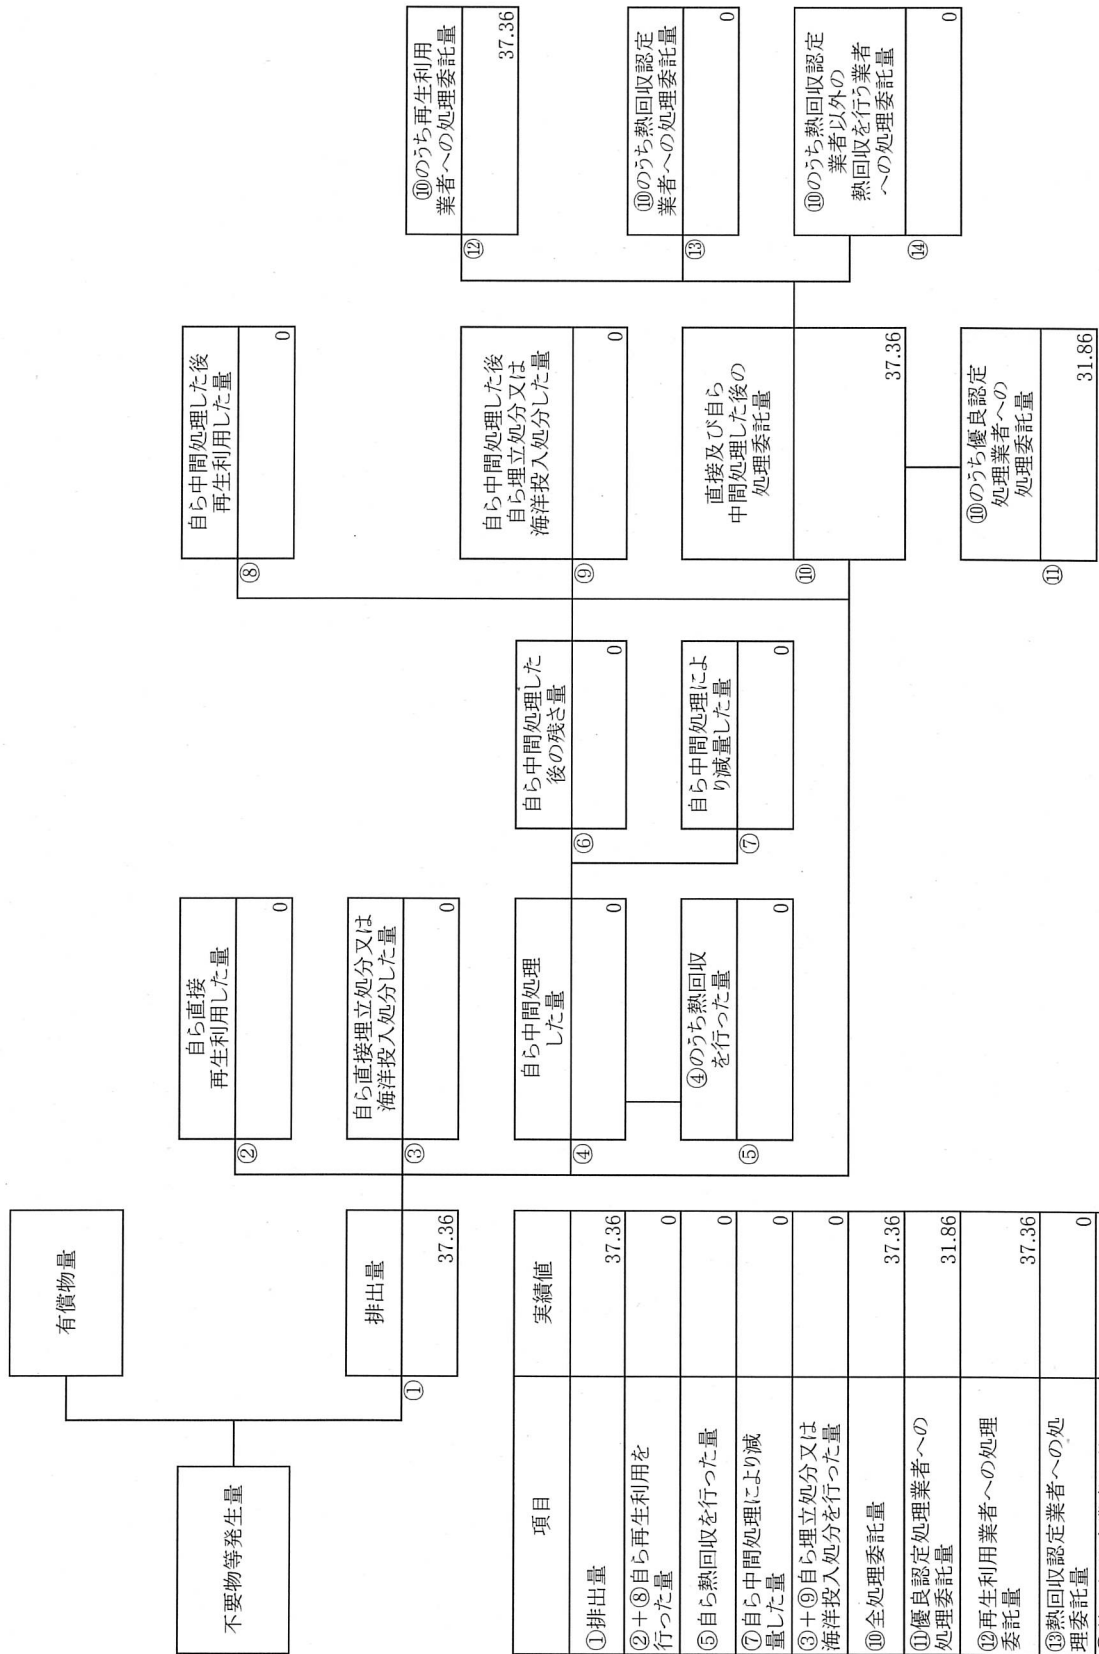 不要物等発生量
有償物量
排出量
①
37.36
自ら直接
再生利用した量
②
0
自ら直接埋立処分又は
海洋投入処分した量
③
0
自ら中間処理
した量
④
0
④のうち熱回収
を行った量
⑤
0
自ら中間処理した
後の残さ量
⑥
0
自ら中間処理によ
り減量した量
⑦
0
自ら中間処理した後
再生利用した量
⑧
0
自ら中間処理した後
自ら埋立処分又は
海洋投入処分した量
⑨
0
直接及び自ら
中間処理した後の
処理委託量
⑩
37.36
⑩のうち優良認定
処理業者への
処理委託量
⑪
31.86
⑩のうち再生利用
業者への処理委託量
⑫
37.36
⑩のうち熱回収認定
業者への処理委託量
⑬
0
⑩のうち熱回収認定
業者以外の
熱回収を行う業者
への処理委託量
⑭
0
項目 実績値
①排出量 37.36
②+⑧自ら再生利用を
行った量 0
⑤自ら熱回収を行った量 0
⑦自ら中間処理により減
量した量 0
③+⑨自ら埋立処分又は
海洋投入処分を行った量 0
⑩全処理委託量 37.36
⑪優良認定処理業者への
処理委託量 31.86
⑫再生利用業者への処理
委託量 37.36
⑬熱回収認定業者への処
理委託量 0